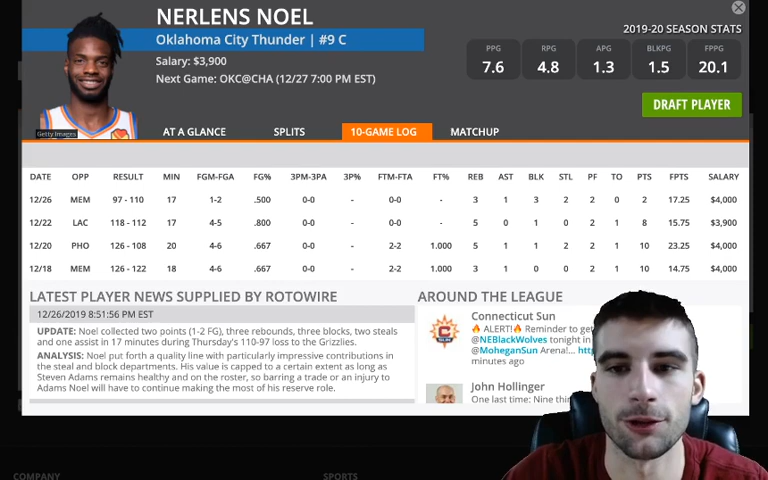 NERLENS NOEL
Oklahoma City Thunder | #9 C
Salary: $3,900
Next Game: OKC@CHA (12/27 7:00 PM EST)
2019-20 SEASON STATS
PPG RPG APG BLKPG FPPG
7.6 4.8 1.3 1.5 20.1
DRAFT PLAYER
Getty Images
AT A GLANCE SPLITS 10-GAME LOG MATCHUP
DATE OPP RESULT MIN FGM-FGA FG% 3PM-3PA 3P% FTM-FTA FT% REB AST BLK STL PF TO PTS FPTS SALARY
12/26 MEM 97 - 110 17 1-2 .500 0-0 - 0-0 - 3 1 3 2 2 0 2 17.25 $4,000
12/22 LAC 118 - 112 17 4-5 .800 0-0 - 0-0 - 5 0 1 0 2 1 8 15.75 $3,900
12/20 PHO 126 - 108 20 4-6 .667 0-0 - 2-2 1.000 5 1 1 2 2 1 10 23.25 $4,000
12/18 MEM 126 - 122 18 4-6 .667 0-0 - 2-2 1.000 3 1 0 0 2 1 10 14.75 $4,000
LATEST PLAYER NEWS SUPPLIED BY ROTOWIRE
12/26/2019 8:51:56 PM EST
UPDATE: Noel collected two points (1-2 FG), three rebounds, three blocks, two steals
and one assist in 17 minutes during Thursday's 110-97 loss to the Grizzlies.
ANALYSIS: Noel put forth a quality line with particularly impressive contributions in
the steal and block departments. His value is capped to a certain extent as long as
Steven Adams remains healthy and on the roster, so barring a trade or an injury to
Adams Noel will have to continue making the most of his reserve role.
AROUND THE LEAGUE
Connecticut Sun
🔥 ALERT!🔥 Reminder to get
@NEBlackWolves tonight in
@MoheganSun Arena!...
minutes ago
John Hollinger
One last time: Nine
COMPANY SPORTS